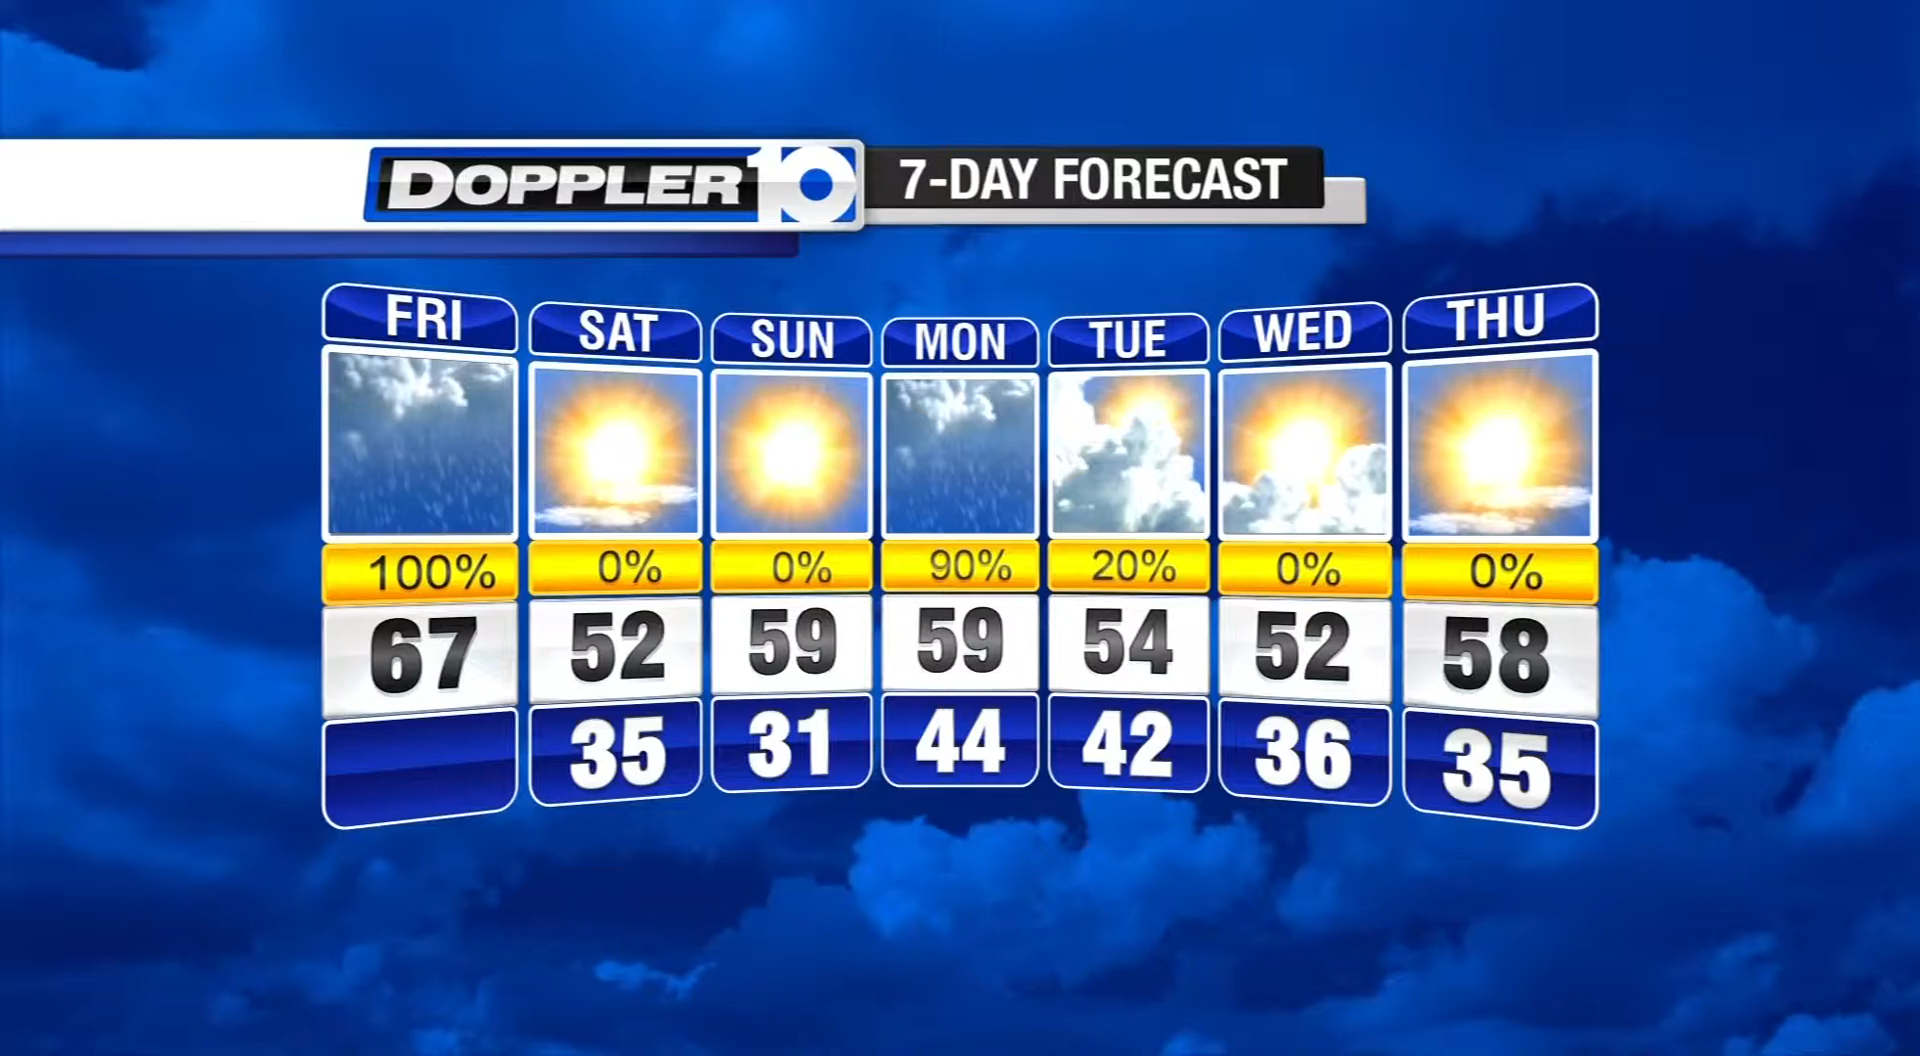 DOPPLER 10 7-DAY FORECAST
FRI SAT SUN MON TUE WED THU
100% 0% 0% 90% 20% 0% 0%
67 52 59 59 54 52 58
35 31 44 42 36 35